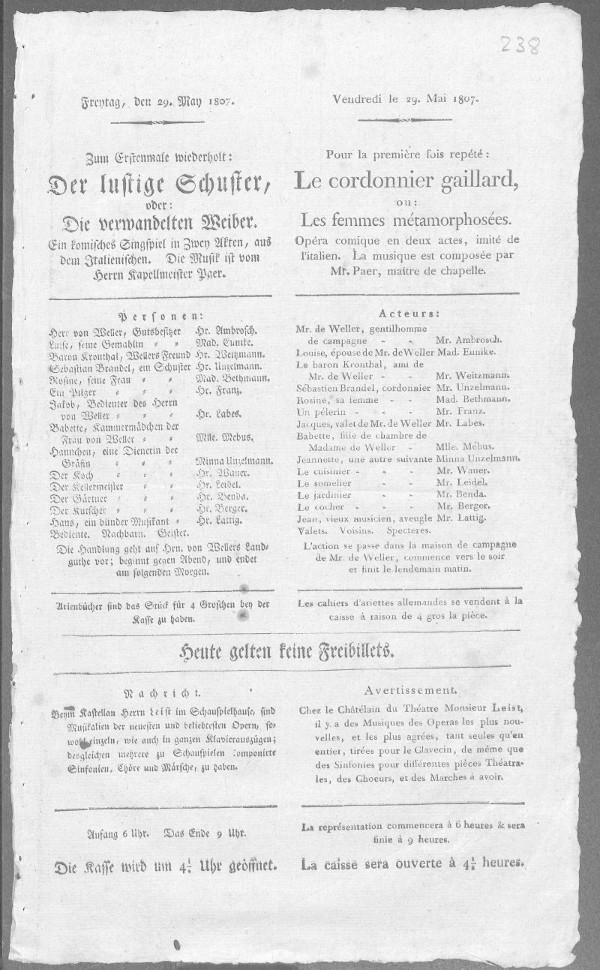 238
Freytag, den 29. May 1807.
Zum Erstenmale wiederholt:
Der lustige Schuster,
oder:
Die verwandelten Weiber.
Ein komisches Singspiel in Zwey Akten, aus
dem Italienischen. Die Musik ist vom
Herrn Kapellmeister Paer.
Personen:
Herr von Weller, Gutsbesitzer Hr. Ambrosch.
Luise, seine Gemahlin " " Mad. Eunike.
Baron Kronthal, Wellers Freund Hr. Weitzmann.
Sebastian Brandel, ein Schuster Hr. Unzelmann.
Rosine, seine Frau " " Mad. Bethmann.
Ein Pilger " " " Hr. Franz.
Jakob, Bedienter des Herrn
von Weller " " " Hr. Labes.
Babette, Kammermädchen der
Frau von Weller " " Mlle. Mebus.
Hannchen, eine Dienerin der
Gräfin " " " Minna Unzelmann.
Der Koch " " " Hr. Wauer.
Der Kellermeister " " Hr. Leidel.
Der Gärtner " " " Hr. Benda.
Der Kutscher " " " Hr. Berger.
Hans, ein blinder Musikant " Hr. Lattig.
Bediente. Nachbarn. Geister.
Die Handlung geht auf Hrn. von Wellers Land-
guthe vor; beginnt gegen Abend, und endet
am folgenden Morgen.
Arienbücher sind das Stück für 4 Groschen bey der
Kasse zu haben.
Vendredi le 29. Mai 1807.
Pour la première fois repété:
Le cordonnier gaillard,
ou:
Les femmes métamorphosées.
Opéra comique en deux actes, imité de
l'italien. La musique est composée par
Mr. Paer, maître de chapelle.
Acteurs:
Mr. de Weller, gentilhomme
de campagne - - Mr. Ambrosch.
Louise, épouse de Mr. de Weller Mad. Eunike.
Le baron Kronthal, ami de
Mr. de Weller - - Mr. Weitzmann.
Sébastien Brandel, cordonnier Mr. Unzelmann.
Rosine, sa femme - - Mad. Bethmann.
Un pélerin - - - Mr. Franz.
Jacques, valet de Mr. de Weller Mr. Labes.
Babette, fille de chambre de
Madame de Weller - Mlle. Mébus.
Jeannette, une autre suivante Minna Unzelmann.
Le cuisinier - - - Mr. Wauer.
Le somelier - - - Mr. Leidel.
Le jardinier - - - Mr. Benda.
Le cocher - - - Mr. Berger.
Jean, vieux musicien, aveugle Mr. Lattig.
Valets. Voisins. Specteres.
L'action se passe dans la maison de campagne
de Mr. de Weller, commence vers le soir
et finit le lendemain matin.
Les cahiers d'ariettes allemandes se vendent à la
caisse à raison de 4 gros la pièce.
Heute gelten keine Freibillets.
Nachricht.
Beym Kastellan Herrn Leist im Schauspielhause, sind
Musikalien der neuesten und beliebtesten Opern, so-
wohl einzeln, wie auch in ganzen Klavierauszügen;
desgleichen mehrere zu Schauspielen componirte
Sinfonien, Chöre und Märsche, zu haben.
Avertissement.
Chez le Châtelain du Théatre Monsieur Leist,
il y. a des Musiques des Operas les plus nou-
velles, et les plus agrées, tant seules qu'en
entier, tirées pour le Clavecin, de même que
des Sinfonies pour différentes pièces Théatra-
les, des Choeurs, et des Marches à avoir.
Anfang 6 Uhr. Das Ende 9 Uhr.
Die Kasse wird um 4½ Uhr geöffnet.
La représentation commencera à 6 heures & sera
finie à 9 heures.
La caisse sera ouverte à 4½ heures.